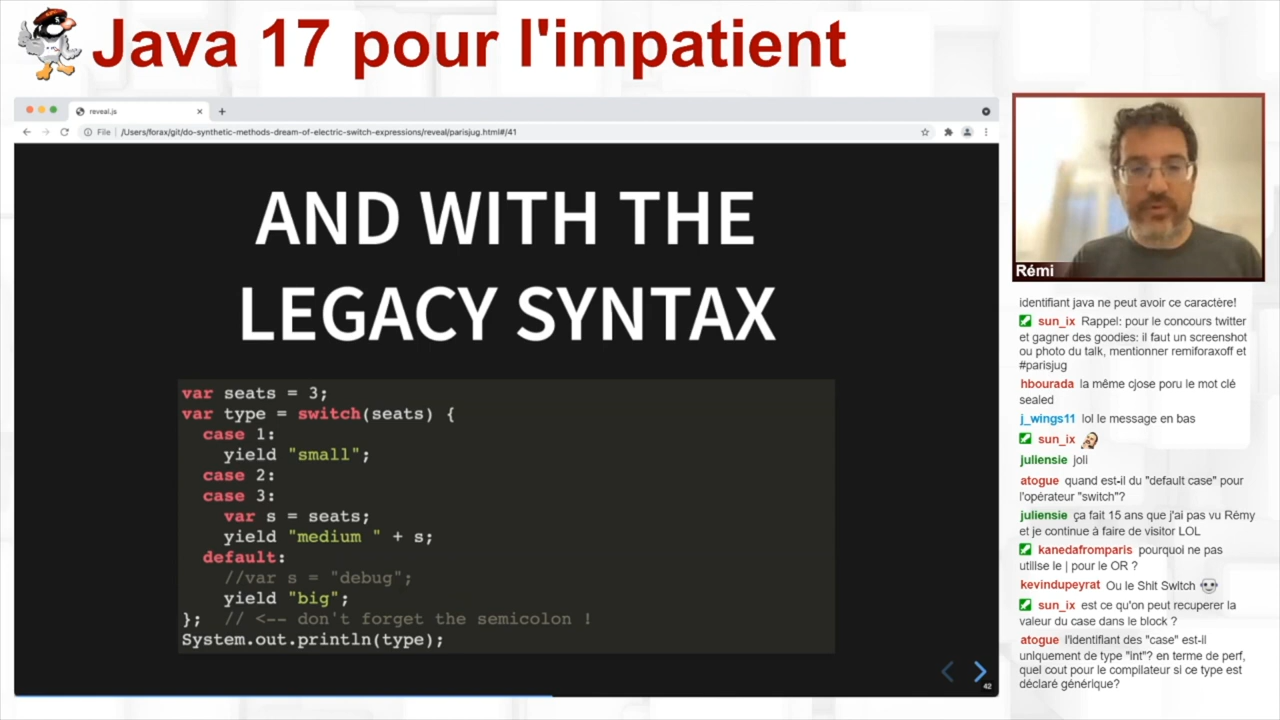 Java 17 pour l'impatient
reveal.js
File | /Users/forax/git/do-synthetic-methods-dream-of-electric-switch-expressions/reveal/parisjug.html#/41
AND WITH THE
LEGACY SYNTAX
var seats = 3;
var type = switch(seats) {
  case 1:
    yield "small";
  case 2:
  case 3:
    var s = seats;
    yield "medium " + s;
  default:
    //var s = "debug";
    yield "big";
};  // <-- don't forget the semicolon !
System.out.println(type);
42
Rémi
identifiant java ne peut avoir ce caractère!
sun_ix Rappel: pour le concours twitter
et gagner des goodies: il faut un screenshot
ou photo du talk, mentionner remiforaxoff et
#parisjug
hbourada la même cjose poru le mot clé
sealed
j_wings11 lol le message en bas
sun_ix
juliensie joli
atogue quand est-il du "default case" pour
l'opérateur "switch"?
juliensie ça fait 15 ans que j'ai pas vu Rémy
et je continue à faire de visitor LOL
kanedafromparis pourquoi ne pas
utilise le | pour le OR ?
kevindupeyrat Ou le Shit Switch
sun_ix est ce qu'on peut recuperer la
valeur du case dans le block ?
atogue l'identifiant des "case" est-il
uniquement de type "int"? en terme de perf,
quel cout pour le compilateur si ce type est
déclaré générique?